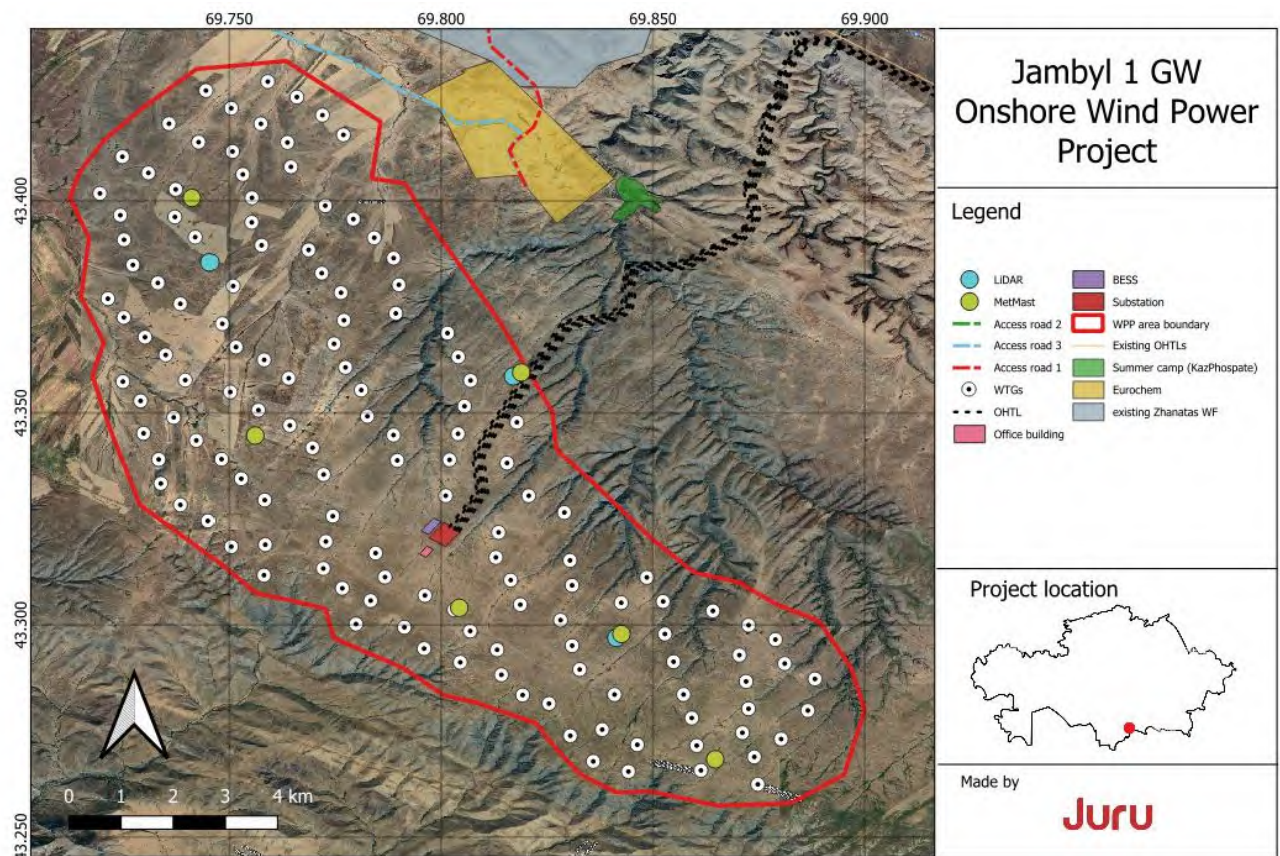 69.750 69.800 69.850 69.900
43.400
43.350
43.300
43.250
0 1 2 3 4 km
Jambyl 1 GW
Onshore Wind Power
Project
Legend
LiDAR
MetMast
Access road 2
Access road 3
Access road 1
WTGs
OHTL
Office building
BESS
Substation
WPP area boundary
Existing OHTLs
Summer camp (KazPhospate)
Eurochem
existing Zhanatas WF
Project location
Made by
Juru